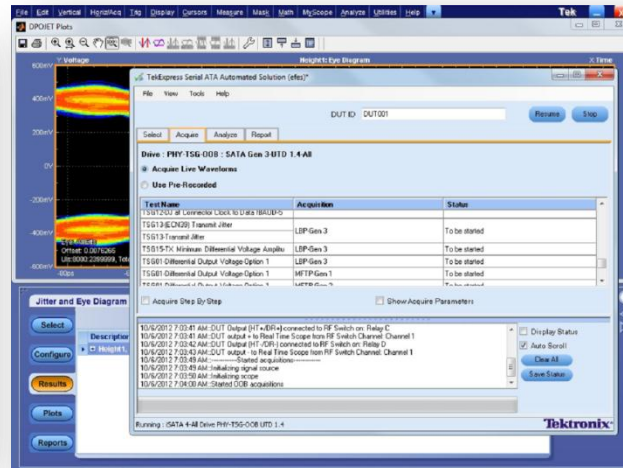 File Edit Vertical Horiz/Acq Trig Display Cursors Measure Mask Math MyScope Analyze Utilities Help Tek
DPOJET Plots
Y:Voltage Height1: Eye Diagram X:Time
600mV
400mV
200mV
0V
-200mV
-400mV
-600mV
TekExpress Serial ATA Automated Solution (efes)*
File View Tools Help
DUT ID DUT001 Resume Stop
Select Acquire Analyze Report
Drive : PHY-TSG-OOB : SATA Gen 3-UTD 1.4-All
Acquire Live Waveforms
Use Pre-Recorded
Test Name Acquisition Status
TSG13-(ECN39) Transmit Jitter
TSG13-Transmit Jitter LBP-Gen 3 To be started
TSG15-TX Minimum Differential Voltage Amplitu LBP-Gen 3 To be started
TSG01-Differential Output Voltage Option 1 MFTP-Gen 1 To be started
Acquire Step By Step Show Acquire Parameters
10/6/2012 7:03:41 AM:DUT Output (HT+/DR+) connected to RF Switch on: Relay C
10/6/2012 7:03:41 AM:DUT output + to Real Time Scope from RF Switch Channel: Channel 1
10/6/2012 7:03:42 AM:DUT Output (HT-/DR-) connected to RF Switch on: Relay D
10/6/2012 7:03:43 AM:DUT output - to Real Time Scope from RF Switch Channel: Channel 1
10/6/2012 7:03:49 AM:------------Started acquisitions------------
10/6/2012 7:03:49 AM:Initializing signal source
10/6/2012 7:03:50 AM:Initializing scope
10/6/2012 7:04:00 AM:Started OOB acquisitions
Display Status
Auto Scroll
Clear All
Save Status
Running : SATA 4-All Drive PHY-TSG-OOB UTD 1.4 Tektronix
Jitter and Eye Diagram
Select
Configure
Results
Plots
Reports
Description
Height1,